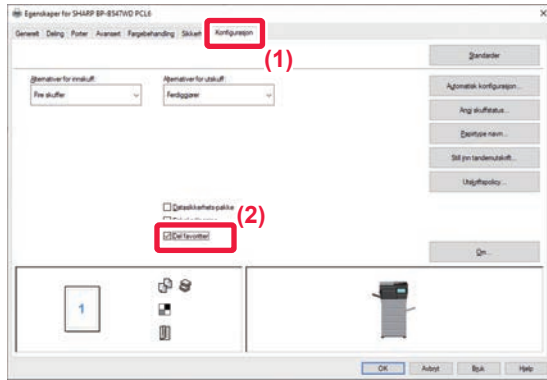 Egenskaper for SHARP BP-B547WD PCL6
Generelt Deling Porter Avansert Fargebehandling Sikkerhet Konfigurasjon
(1)
Standarder
Alternativer for innskuff:
Alternativer for utskuff:
Fire skuffer
Ferdiggjører
Automatisk konfigurasjon...
Angi skuffstatus...
Papirtype navn...
Still inn tandemutskrift...
Utskriftspolicy...
Datasikkerhets-pakke
(2)
Del favoritter
Om...
1
OK Avbryt Bruk Hjelp